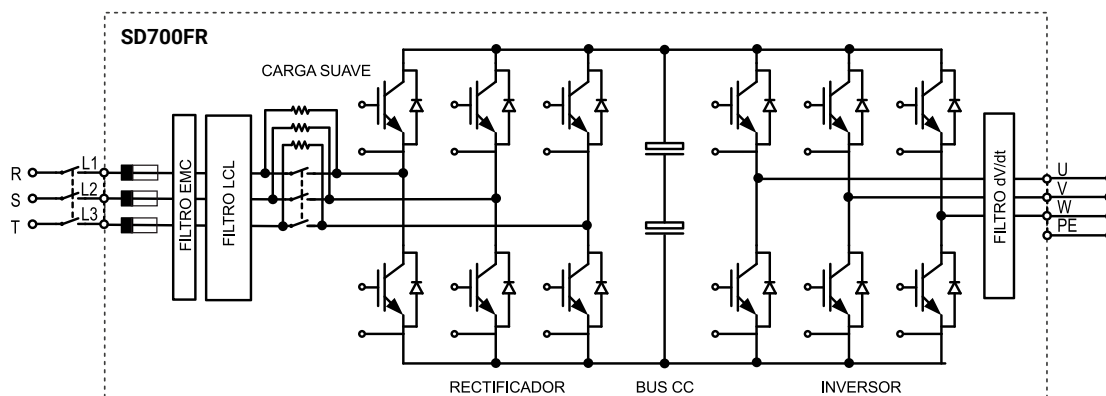 SD700FR
CARGA SUAVE
R
S
T
L1
L2
L3
FILTRO EMC
FILTRO LCL
FILTRO dV/dt
U
V
W
PE
RECTIFICADOR
BUS CC
INVERSOR